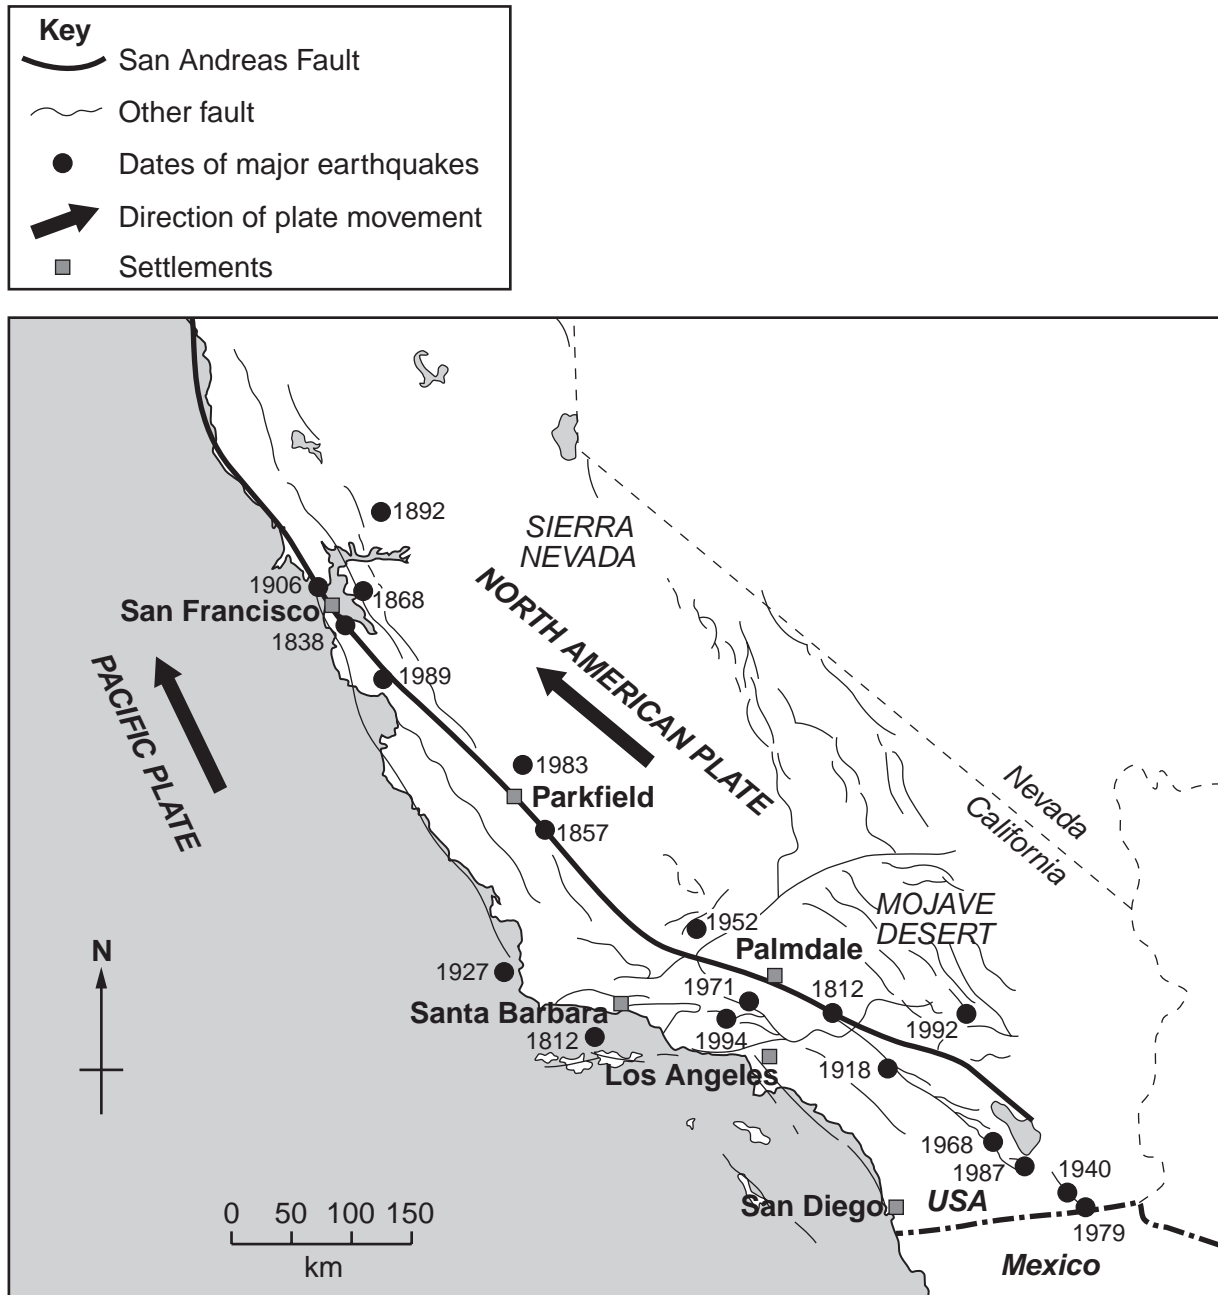 Key
San Andreas Fault
Other fault
Dates of major earthquakes
Direction of plate movement
Settlements
1892
SIERRA
NEVADA
1906
1868
San Francisco
1838
1989
PACIFIC PLATE
NORTH AMERICAN PLATE
1983
Parkfield
1857
Nevada
California
MOJAVE
DESERT
1952
N
Palmdale
1927
1971
1812
Santa Barbara
1992
1812
1994
Los Angeles
1918
1968
1987
1940
San Diego
USA
1979
0 50 100 150
km
Mexico